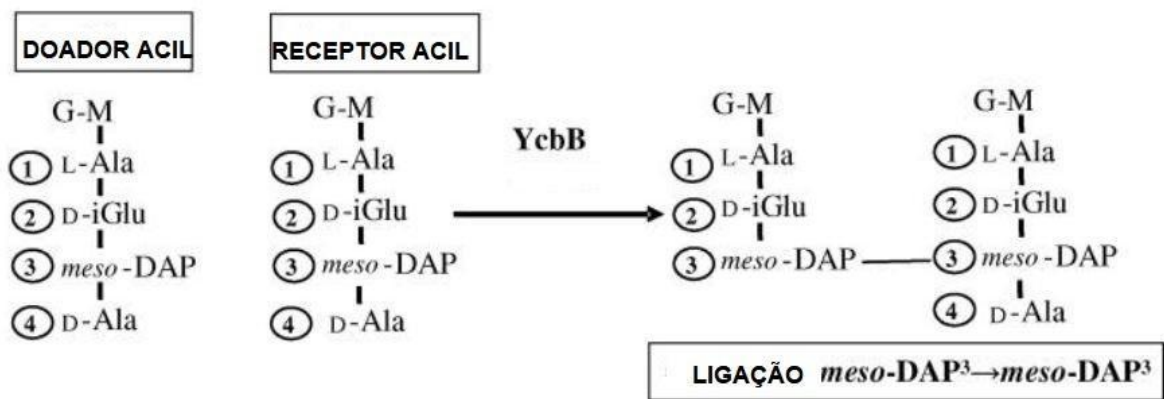 DOADOR ACIL
RECEPTOR ACIL
G-M
1 L-Ala
2 D-iGlu
3 meso-DAP
4 D-Ala
G-M
1 L-Ala
2 D-iGlu
3 meso-DAP
4 D-Ala
YcbB
G-M
1 L-Ala
2 D-iGlu
3 meso-DAP
G-M
1 L-Ala
2 D-iGlu
3 meso-DAP
4 D-Ala
LIGAÇÃO meso-DAP³→meso-DAP³